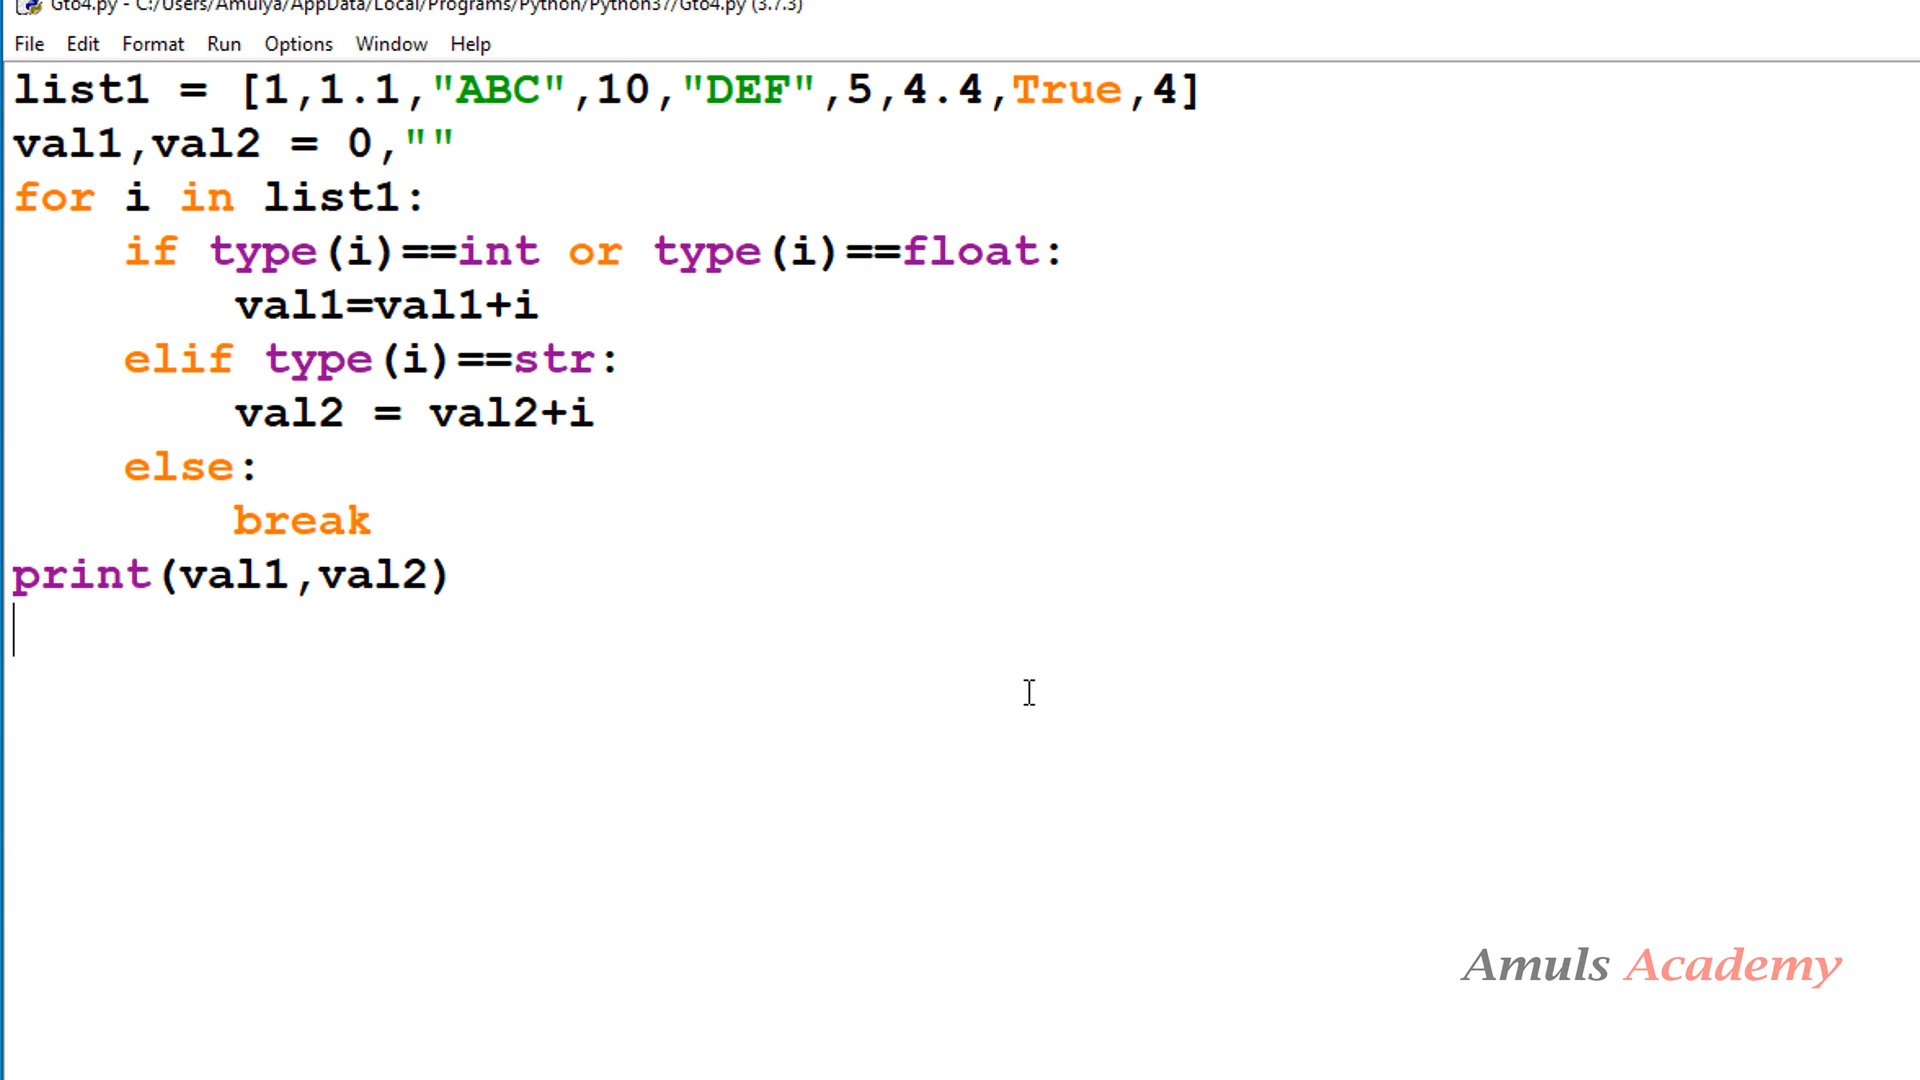 Gto4.py - C:/Users/Amulya/AppData/Local/Programs/Python/Python37/Gto4.py (3.7.3)
File Edit Format Run Options Window Help
list1 = [1,1.1,"ABC",10,"DEF",5,4.4,True,4]
val1,val2 = 0,""
for i in list1:
    if type(i)==int or type(i)==float:
        val1=val1+i
    elif type(i)==str:
        val2 = val2+i
    else:
        break
print(val1,val2)
Amuls Academy